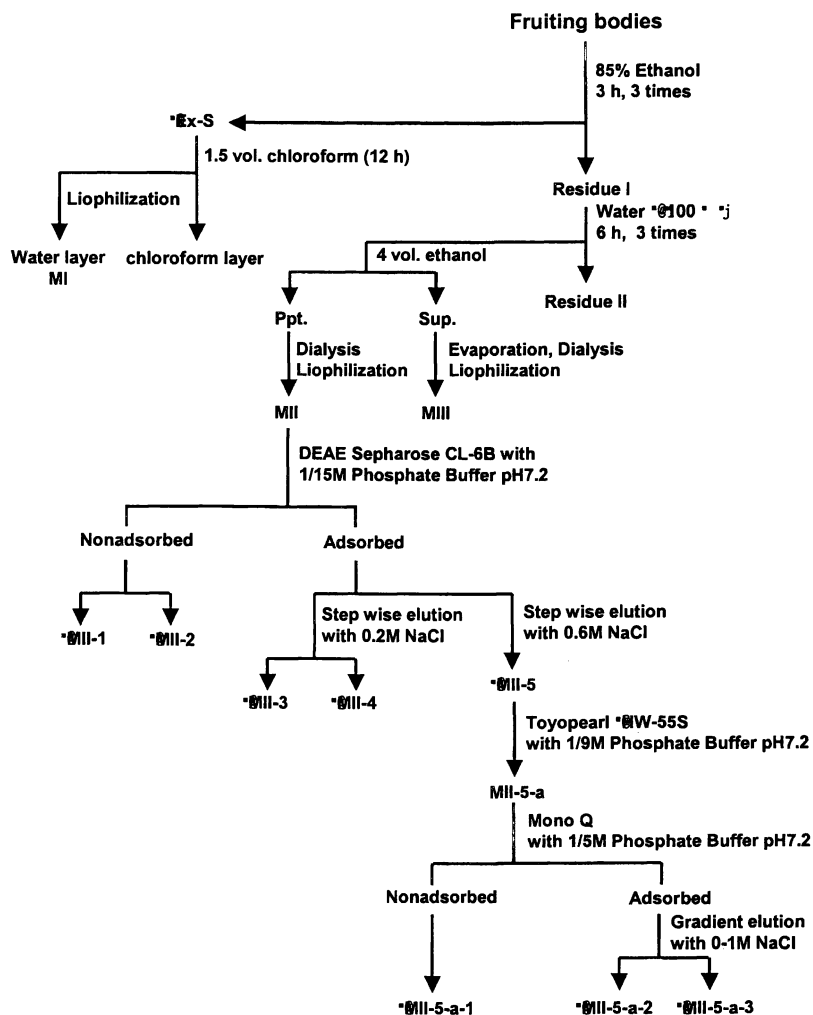 Fruiting bodies
85% Ethanol
3 h, 3 times
Ex-S
1.5 vol. chloroform (12 h)
Liophilization
Residue I
Water 100
6 h, 3 times
Water layer
MI
chloroform layer
4 vol. ethanol
Residue II
Ppt.
Sup.
Dialysis
Liophilization
Evaporation, Dialysis
Liophilization
MII
MIII
DEAE Sepharose CL-6B with
1/15M Phosphate Buffer pH7.2
Nonadsorbed
Adsorbed
Step wise elution
with 0.2M NaCl
Step wise elution
with 0.6M NaCl
MII-1
MII-2
MII-3
MII-4
MII-5
Toyopearl HW-55S
with 1/9M Phosphate Buffer pH7.2
MII-5-a
Mono Q
with 1/5M Phosphate Buffer pH7.2
Nonadsorbed
Adsorbed
Gradient elution
with 0-1M NaCl
MII-5-a-1
MII-5-a-2
MII-5-a-3